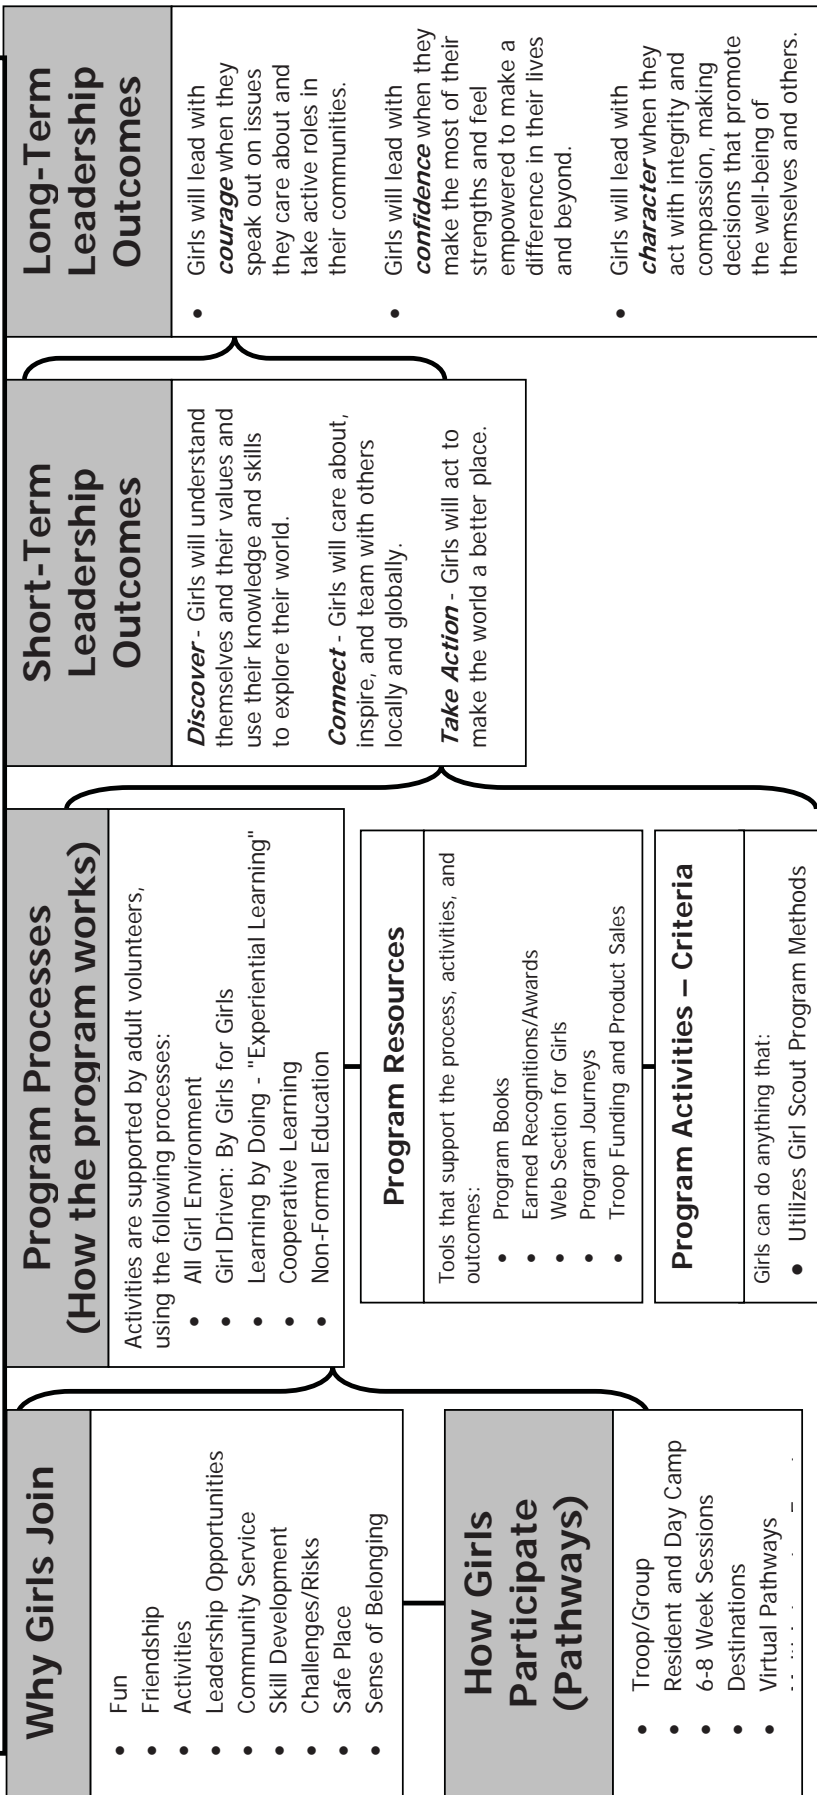 Why Girls Join
• Fun
• Friendship
• Activities
• Leadership Opportunities
• Community Service
• Skill Development
• Challenges/Risks
• Safe Place
• Sense of Belonging
How Girls
Participate
(Pathways)
• Troop/Group
• Resident and Day Camp
• 6-8 Week Sessions
• Destinations
• Virtual Pathways
Program Processes
(How the program works)
Activities are supported by adult volunteers,
using the following processes:
• All Girl Environment
• Girl Driven: By Girls for Girls
• Learning by Doing - "Experiential Learning"
• Cooperative Learning
• Non-Formal Education
Program Resources
Tools that support the process, activities, and
outcomes:
• Program Books
• Earned Recognitions/Awards
• Web Section for Girls
• Program Journeys
• Troop Funding and Product Sales
Program Activities – Criteria
Girls can do anything that:
• Utilizes Girl Scout Program Methods
Short-Term
Leadership
Outcomes
Discover - Girls will understand
themselves and their values and
use their knowledge and skills
to explore their world.
Connect - Girls will care about,
inspire, and team with others
locally and globally.
Take Action - Girls will act to
make the world a better place.
Long-Term
Leadership
Outcomes
• Girls will lead with
courage when they
speak out on issues
they care about and
take active roles in
their communities.
• Girls will lead with
confidence when they
make the most of their
strengths and feel
empowered to make a
difference in their lives
and beyond.
• Girls will lead with
character when they
act with integrity and
compassion, making
decisions that promote
the well-being of
themselves and others.